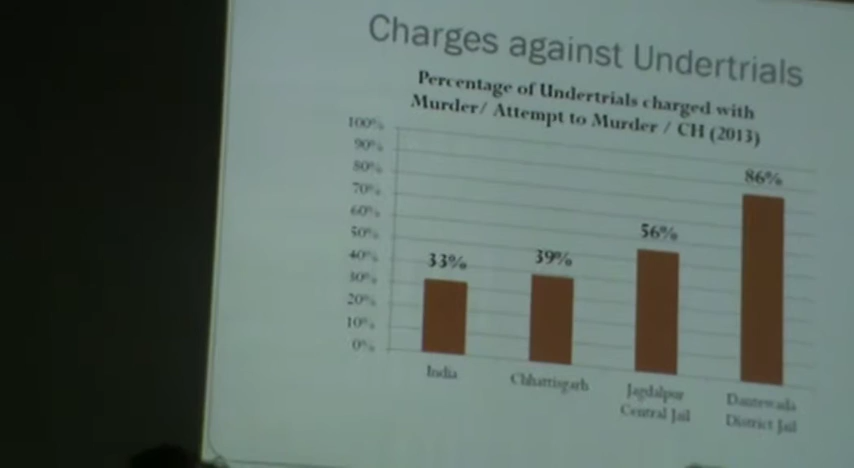 Charges against Undertrials
Percentage of Undertrials charged with
Murder/ Attempt to Murder / CH (2013)
100%
90%
80%
70%
60%
50%
40%
30%
20%
10%
0%
33%
39%
56%
86%
India
Chhattisgarh
Jagdalpur
Central Jail
Dantewada
District Jail